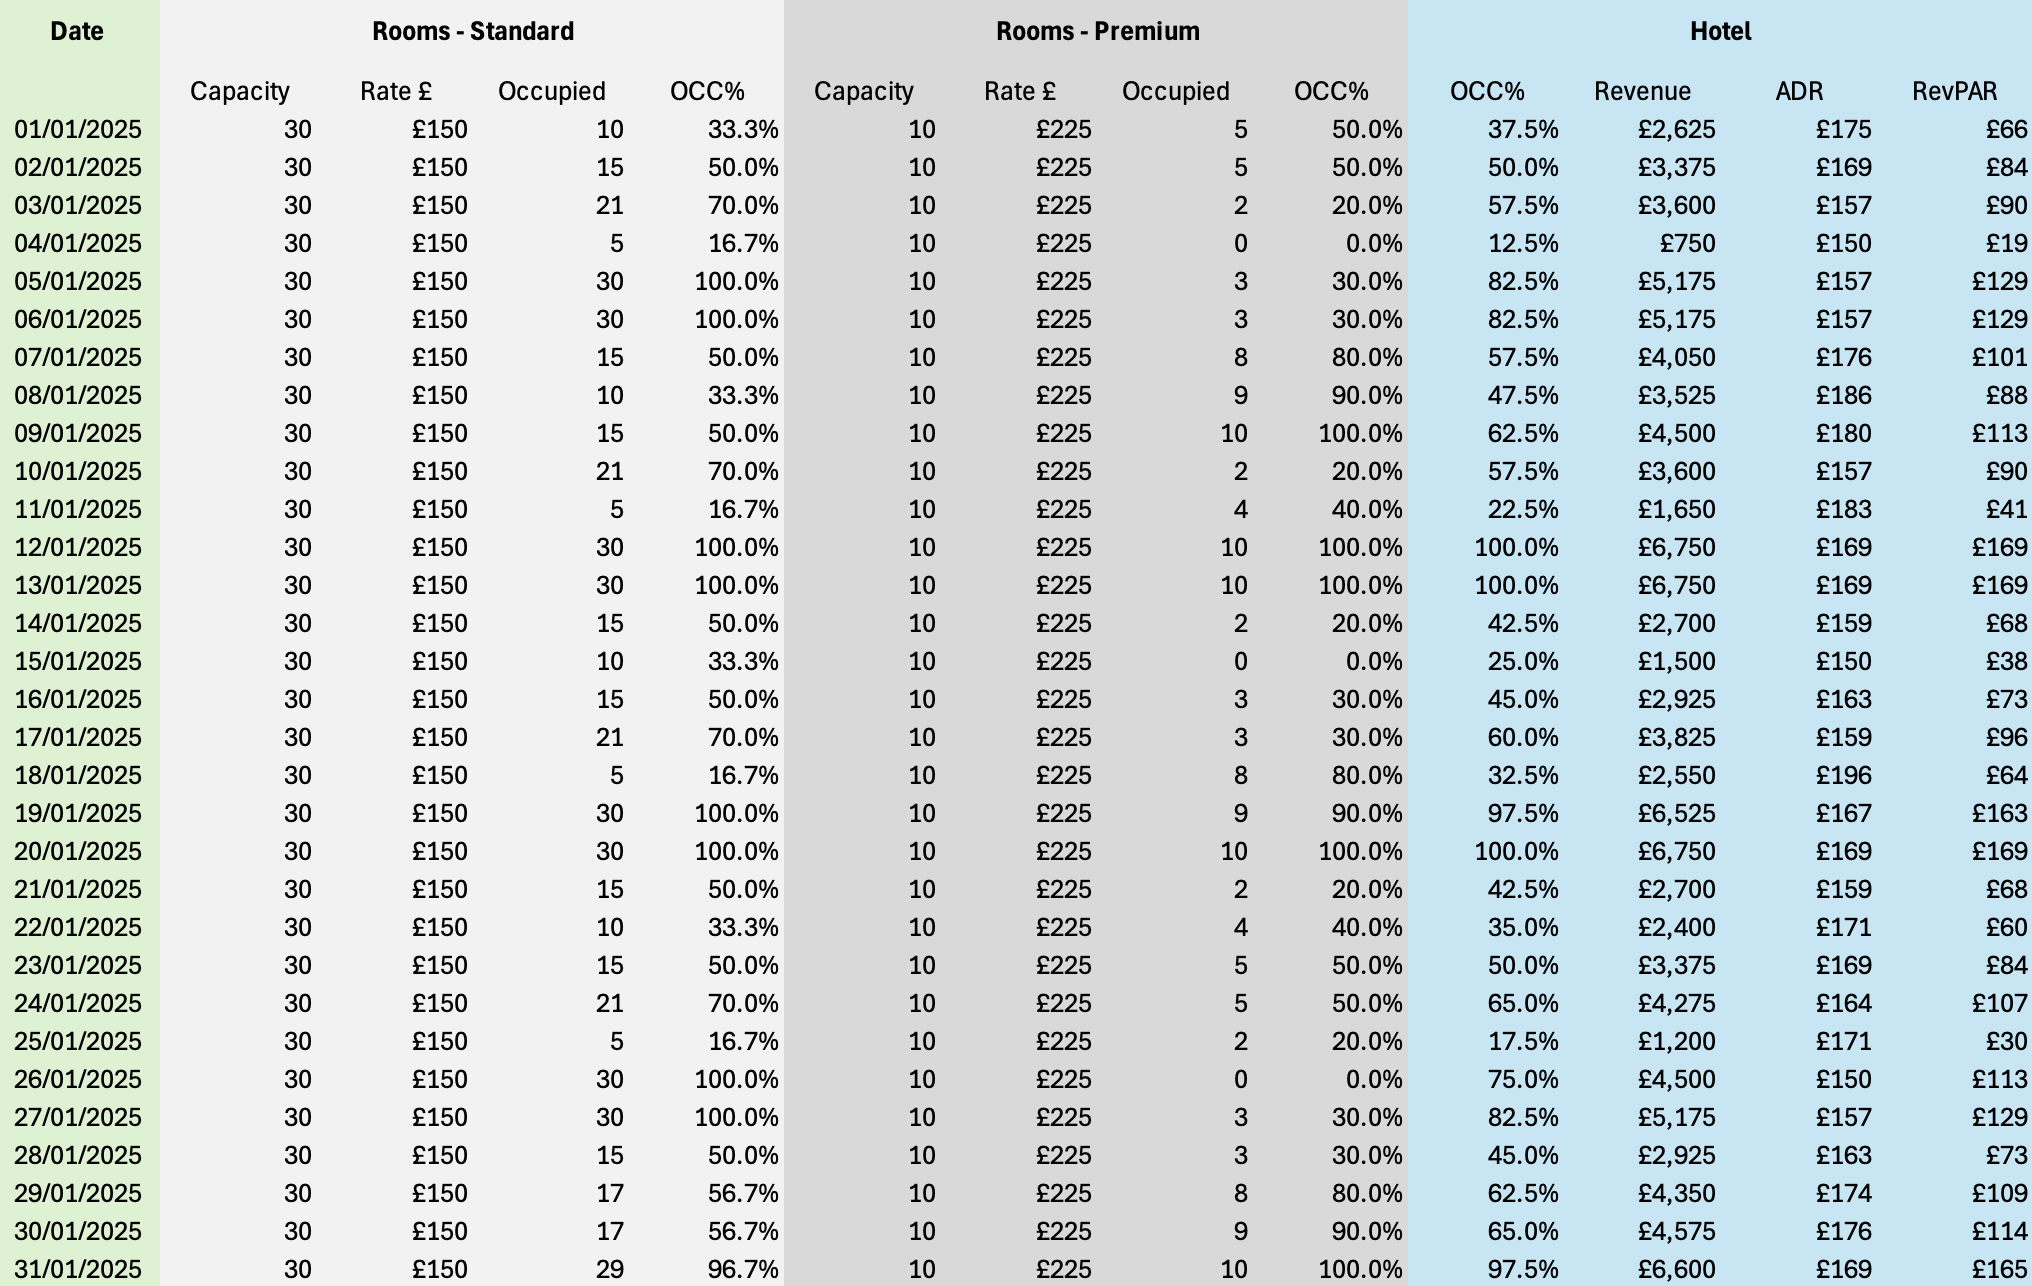 Date Rooms - Standard Rooms - Premium Hotel
Capacity Rate £ Occupied OCC% Capacity Rate £ Occupied OCC% OCC% Revenue ADR RevPAR
01/01/2025 30 £150 10 33.3% 10 £225 5 50.0% 37.5% £2,625 £175 £66
02/01/2025 30 £150 15 50.0% 10 £225 5 50.0% 50.0% £3,375 £169 £84
03/01/2025 30 £150 21 70.0% 10 £225 2 20.0% 57.5% £3,600 £157 £90
04/01/2025 30 £150 5 16.7% 10 £225 0 0.0% 12.5% £750 £150 £19
05/01/2025 30 £150 30 100.0% 10 £225 3 30.0% 82.5% £5,175 £157 £129
06/01/2025 30 £150 30 100.0% 10 £225 3 30.0% 82.5% £5,175 £157 £129
07/01/2025 30 £150 15 50.0% 10 £225 8 80.0% 57.5% £4,050 £176 £101
08/01/2025 30 £150 10 33.3% 10 £225 9 90.0% 47.5% £3,525 £186 £88
09/01/2025 30 £150 15 50.0% 10 £225 10 100.0% 62.5% £4,500 £180 £113
10/01/2025 30 £150 21 70.0% 10 £225 2 20.0% 57.5% £3,600 £157 £90
11/01/2025 30 £150 5 16.7% 10 £225 4 40.0% 22.5% £1,650 £183 £41
12/01/2025 30 £150 30 100.0% 10 £225 10 100.0% 100.0% £6,750 £169 £169
13/01/2025 30 £150 30 100.0% 10 £225 10 100.0% 100.0% £6,750 £169 £169
14/01/2025 30 £150 15 50.0% 10 £225 2 20.0% 42.5% £2,700 £159 £68
15/01/2025 30 £150 10 33.3% 10 £225 0 0.0% 25.0% £1,500 £150 £38
16/01/2025 30 £150 15 50.0% 10 £225 3 30.0% 45.0% £2,925 £163 £73
17/01/2025 30 £150 21 70.0% 10 £225 3 30.0% 60.0% £3,825 £159 £96
18/01/2025 30 £150 5 16.7% 10 £225 8 80.0% 32.5% £2,550 £196 £64
19/01/2025 30 £150 30 100.0% 10 £225 9 90.0% 97.5% £6,525 £167 £163
20/01/2025 30 £150 30 100.0% 10 £225 10 100.0% 100.0% £6,750 £169 £169
21/01/2025 30 £150 15 50.0% 10 £225 2 20.0% 42.5% £2,700 £159 £68
22/01/2025 30 £150 10 33.3% 10 £225 4 40.0% 35.0% £2,400 £171 £60
23/01/2025 30 £150 15 50.0% 10 £225 5 50.0% 50.0% £3,375 £169 £84
24/01/2025 30 £150 21 70.0% 10 £225 5 50.0% 65.0% £4,275 £164 £107
25/01/2025 30 £150 5 16.7% 10 £225 2 20.0% 17.5% £1,200 £171 £30
26/01/2025 30 £150 30 100.0% 10 £225 0 0.0% 75.0% £4,500 £150 £113
27/01/2025 30 £150 30 100.0% 10 £225 3 30.0% 82.5% £5,175 £157 £129
28/01/2025 30 £150 15 50.0% 10 £225 3 30.0% 45.0% £2,925 £163 £73
29/01/2025 30 £150 17 56.7% 10 £225 8 80.0% 62.5% £4,350 £174 £109
30/01/2025 30 £150 17 56.7% 10 £225 9 90.0% 65.0% £4,575 £176 £114
31/01/2025 30 £150 29 96.7% 10 £225 10 100.0% 97.5% £6,600 £169 £165